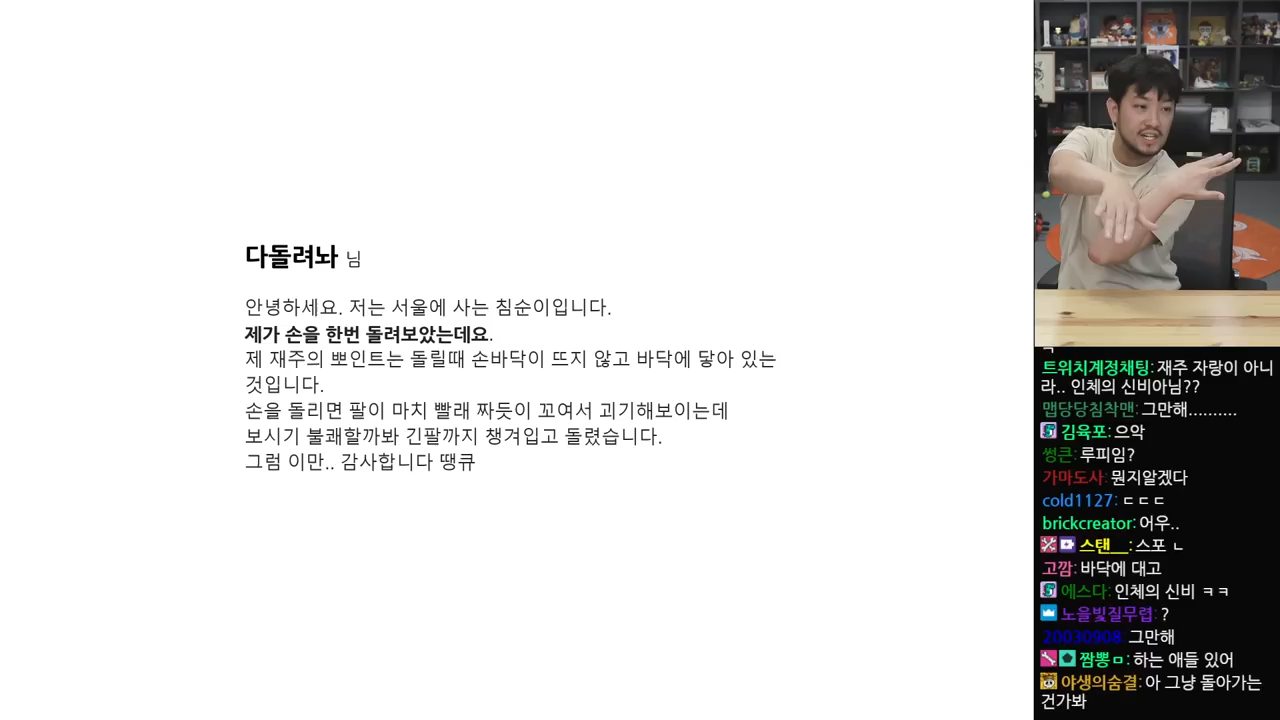 다돌려놔 님
안녕하세요. 저는 서울에 사는 침순이입니다.
제가 손을 한번 돌려보았는데요.
제 재주의 뽀인트는 돌릴때 손바닥이 뜨지 않고 바닥에 닿아 있는
것입니다.
손을 돌리면 팔이 마치 빨래 짜듯이 꼬여서 괴기해보이는데
보시기 불쾌할까봐 긴팔까지 챙겨입고 돌렸습니다.
그럼 이만.. 감사합니다 땡큐
트위치계정채팅: 재주 자랑이 아니
라.. 인체의 신비아님??
맵당당침착맨: 그만해..........
김육포: 으악
썽큰: 루피임?
가마도사: 뭔지알겠다
cold1127: ㄷㄷㄷ
brickcreator: 어우..
스탠__: 스포 ㄴ
고깜: 바닥에 대고
에스다: 인체의 신비 ㅋㅋ
노을빛질무렵: ?
20030908: 그만해
짬뽕ㅁ: 하는 애들 있어
야생의숨결: 아 그냥 돌아가는
건가봐